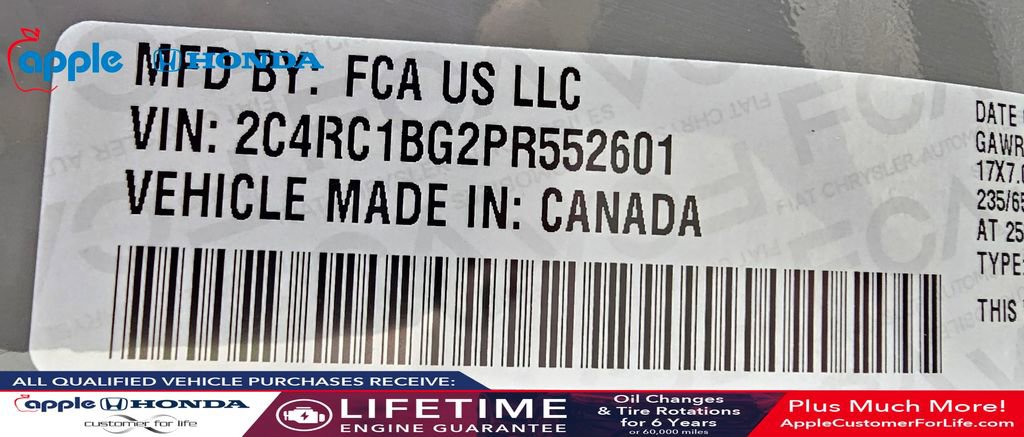 apple HONDA
MFD BY: FCA US LLC
VIN: 2C4RC1BG2PR552601
VEHICLE MADE IN: CANADA
DATE
GAWR
17X7.
235/65
AT 25
TYPE:
THIS
ALL QUALIFIED VEHICLE PURCHASES RECEIVE:
apple HONDA
customer for life
LIFETIME
ENGINE GUARANTEE
Oil Changes
& Tire Rotations
for 6 Years
or 60,000 miles
Plus Much More!
AppleCustomerForLife.com